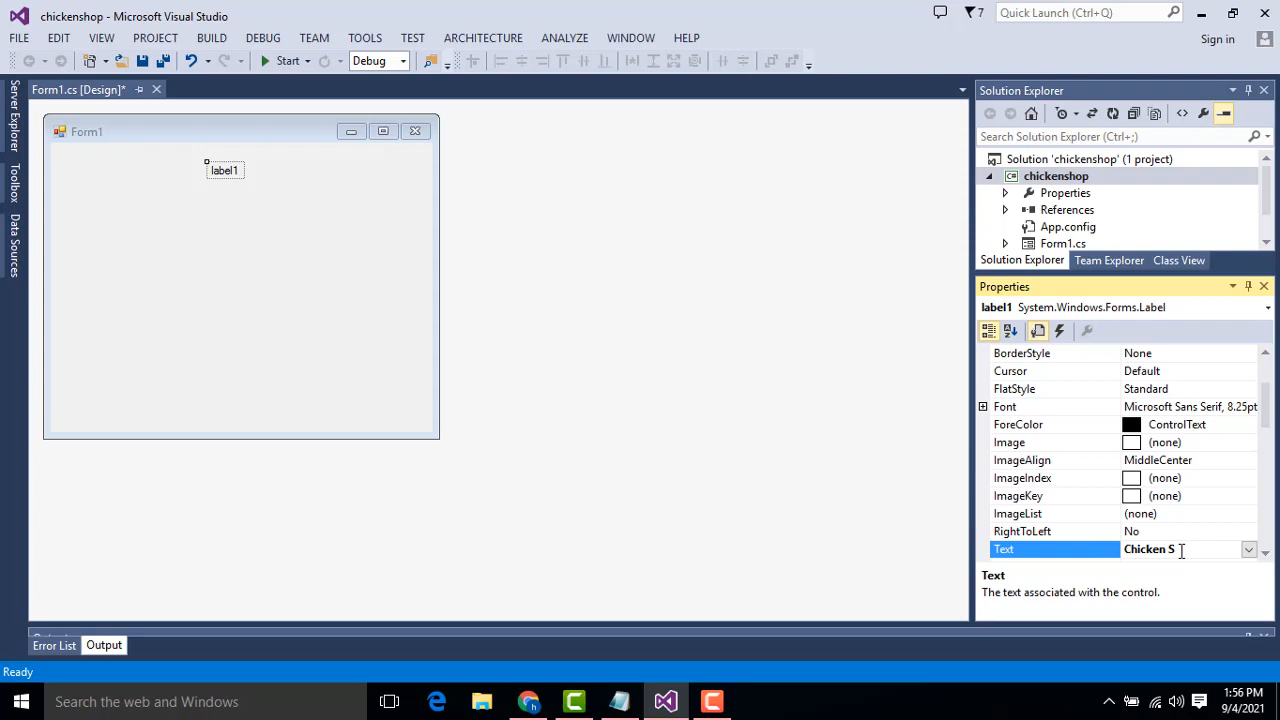 chickenshop - Microsoft Visual Studio
7
Quick Launch (Ctrl+Q)
FILE EDIT VIEW PROJECT BUILD DEBUG TEAM TOOLS TEST ARCHITECTURE ANALYZE WINDOW HELP
Sign in
Start
Debug
Server Explorer
Toolbox
Data Sources
Form1.cs [Design]*
Form1
label1
Solution Explorer
Search Solution Explorer (Ctrl+;)
Solution 'chickenshop' (1 project)
C#
chickenshop
Properties
References
App.config
Form1.cs
Solution Explorer Team Explorer Class View
Properties
label1 System.Windows.Forms.Label
BorderStyle None
Cursor Default
FlatStyle Standard
Font Microsoft Sans Serif, 8.25pt
ForeColor ControlText
Image (none)
ImageAlign MiddleCenter
ImageIndex (none)
ImageKey (none)
ImageList (none)
RightToLeft No
Text Chicken S
Text
The text associated with the control.
Error List Output
Ready
Search the web and Windows
1:56 PM
9/4/2021